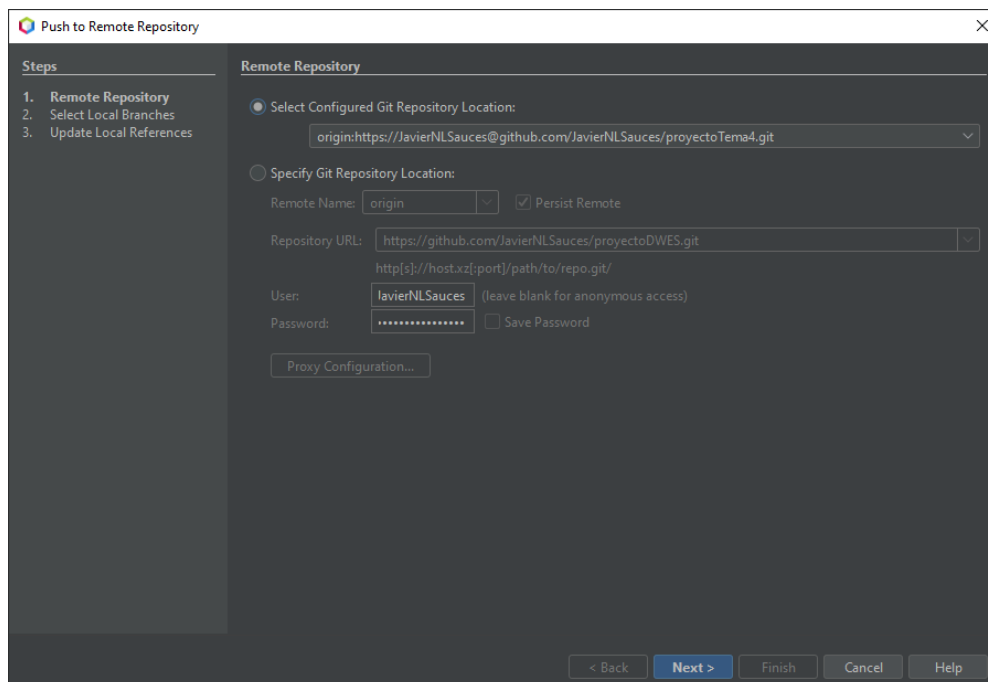 Push to Remote Repository
Steps
1. Remote Repository
2. Select Local Branches
3. Update Local References
Remote Repository
Select Configured Git Repository Location:
origin:https://JavierNLSauces@github.com/JavierNLSauces/proyectoTema4.git
Specify Git Repository Location:
Remote Name: origin Persist Remote
Repository URL: https://github.com/JavierNLSauces/proyectoDWES.git
http[s]://host.xz[:port]/path/to/repo.git/
User: JavierNLSauces (leave blank for anonymous access)
Password: •••••••••••••••• Save Password
Proxy Configuration...
< Back Next > Finish Cancel Help